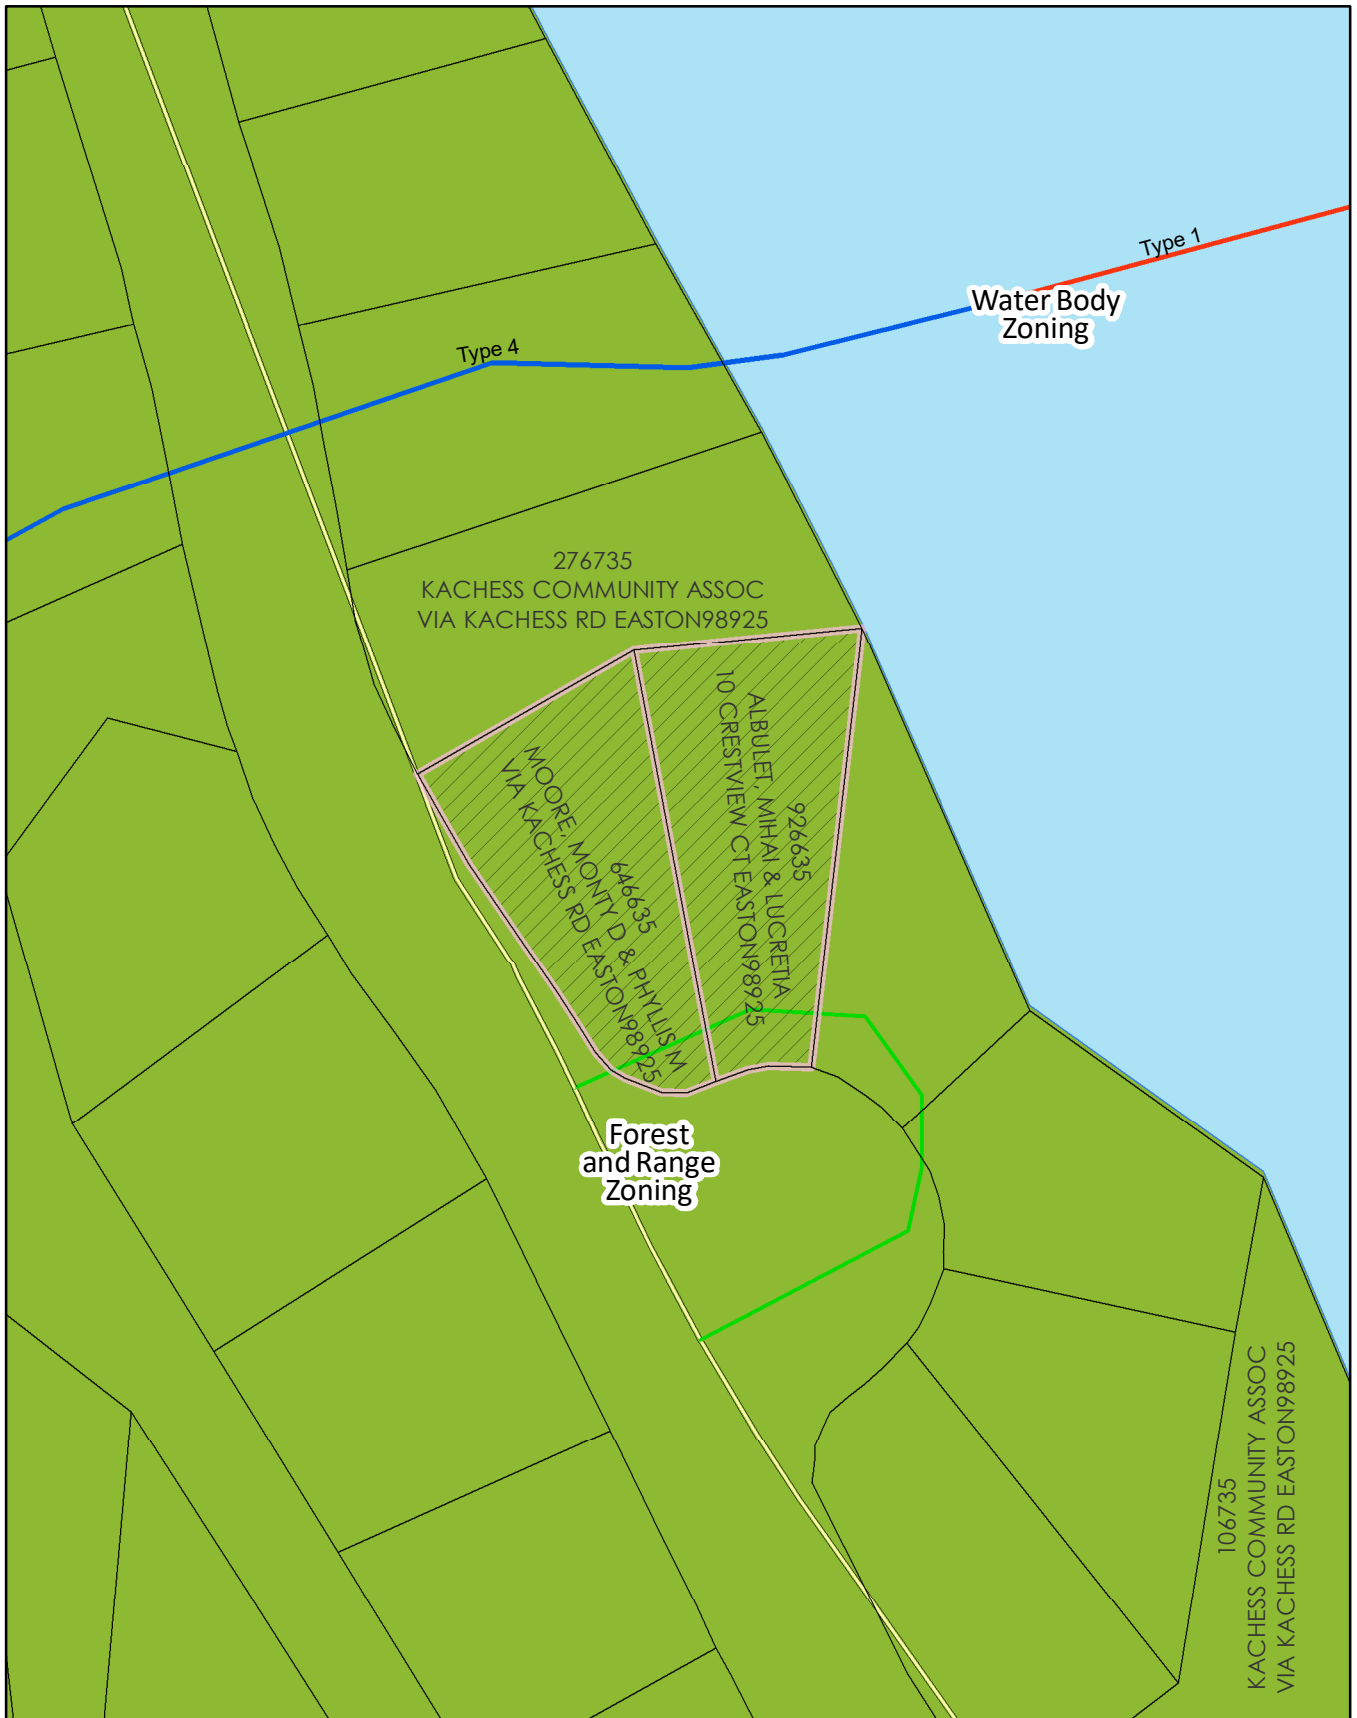 Type 1
Water Body
Zoning
Type 4
276735
KACHESS COMMUNITY ASSOC
VIA KACHESS RD EASTON98925
926635
ALBULET, MIHAI & LUCRETIA
10 CRESTVIEW CT EASTON98925
646635
MOORE, MONTY D & PHYLLIS M
VIA KACHESS RD EASTON98925
Forest
and Range
Zoning
106735
KACHESS COMMUNITY ASSOC
VIA KACHESS RD EASTON98925